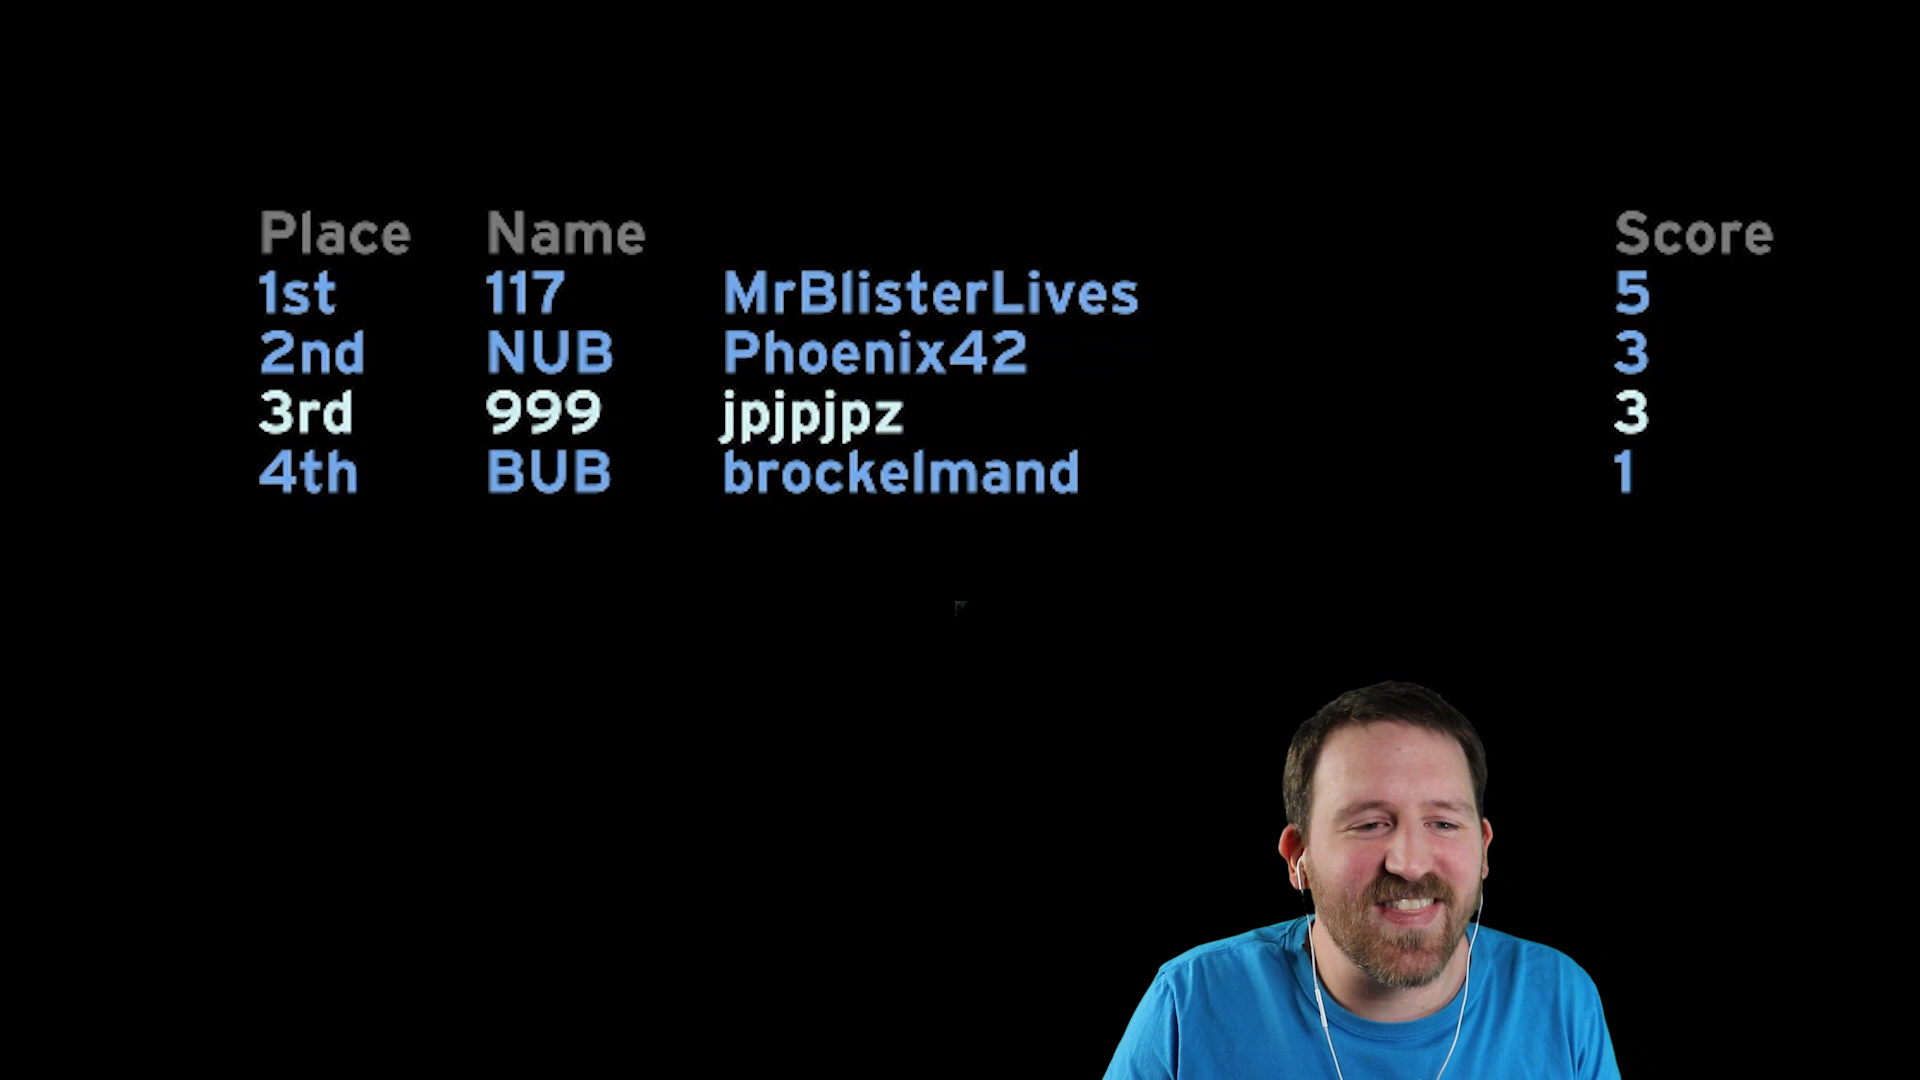 Place Name Score
1st 117 MrBlisterLives 5
2nd NUB Phoenix42 3
3rd 999 jpjpjpz 3
4th BUB brockelmand 1